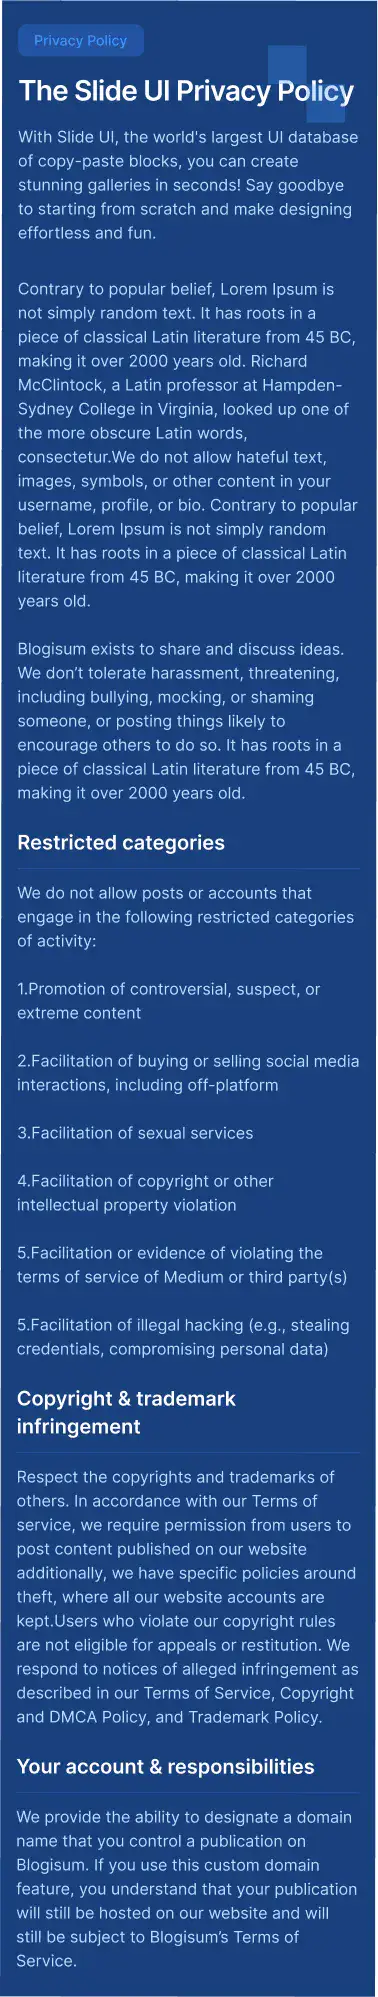 Privacy Policy
The Slide UI Privacy Policy
With Slide UI, the world's largest UI database
of copy-paste blocks, you can create
stunning galleries in seconds! Say goodbye
to starting from scratch and make designing
effortless and fun.
Contrary to popular belief, Lorem Ipsum is
not simply random text. It has roots in a
piece of classical Latin literature from 45 BC,
making it over 2000 years old. Richard
McClintock, a Latin professor at Hampden-
Sydney College in Virginia, looked up one of
the more obscure Latin words,
consectetur.We do not allow hateful text,
images, symbols, or other content in your
username, profile, or bio. Contrary to popular
belief, Lorem Ipsum is not simply random
text. It has roots in a piece of classical Latin
literature from 45 BC, making it over 2000
years old.
Blogisum exists to share and discuss ideas.
We don’t tolerate harassment, threatening,
including bullying, mocking, or shaming
someone, or posting things likely to
encourage others to do so. It has roots in a
piece of classical Latin literature from 45 BC,
making it over 2000 years old.
Restricted categories
We do not allow posts or accounts that
engage in the following restricted categories
of activity:
1.Promotion of controversial, suspect, or
extreme content
2.Facilitation of buying or selling social media
interactions, including off-platform
3.Facilitation of sexual services
4.Facilitation of copyright or other
intellectual property violation
5.Facilitation or evidence of violating the
terms of service of Medium or third party(s)
5.Facilitation of illegal hacking (e.g., stealing
credentials, compromising personal data)
Copyright & trademark
infringement
Respect the copyrights and trademarks of
others. In accordance with our Terms of
service, we require permission from users to
post content published on our website
additionally, we have specific policies around
theft, where all our website accounts are
kept.Users who violate our copyright rules
are not eligible for appeals or restitution. We
respond to notices of alleged infringement as
described in our Terms of Service, Copyright
and DMCA Policy, and Trademark Policy.
Your account & responsibilities
We provide the ability to designate a domain
name that you control a publication on
Blogisum. If you use this custom domain
feature, you understand that your publication
will still be hosted on our website and will
still be subject to Blogisum’s Terms of
Service.